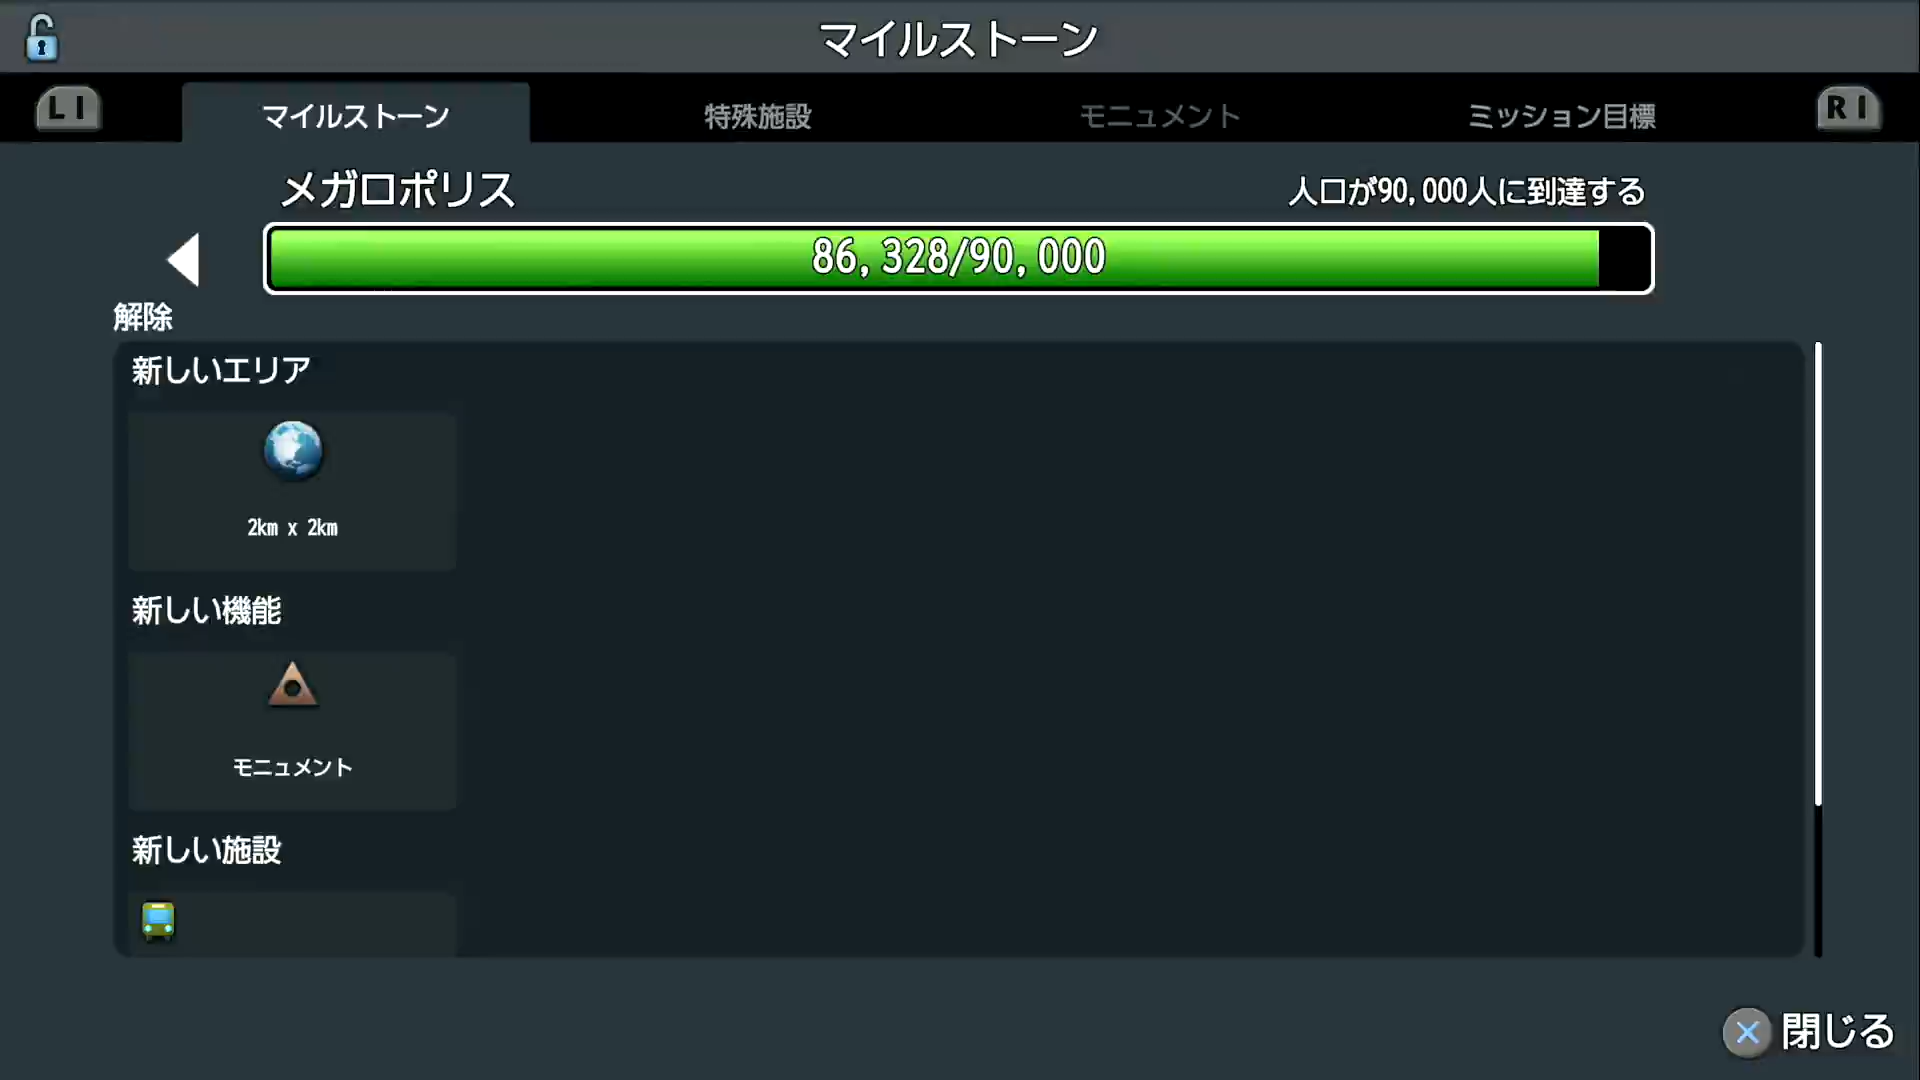 マイルストーン
L1
マイルストーン
特殊施設
モニュメント
ミッション目標
R1
メガロポリス
人口が90,000人に到達する
86,328/90,000
解除
新しいエリア
2km x 2km
新しい機能
モニュメント
新しい施設
閉じる